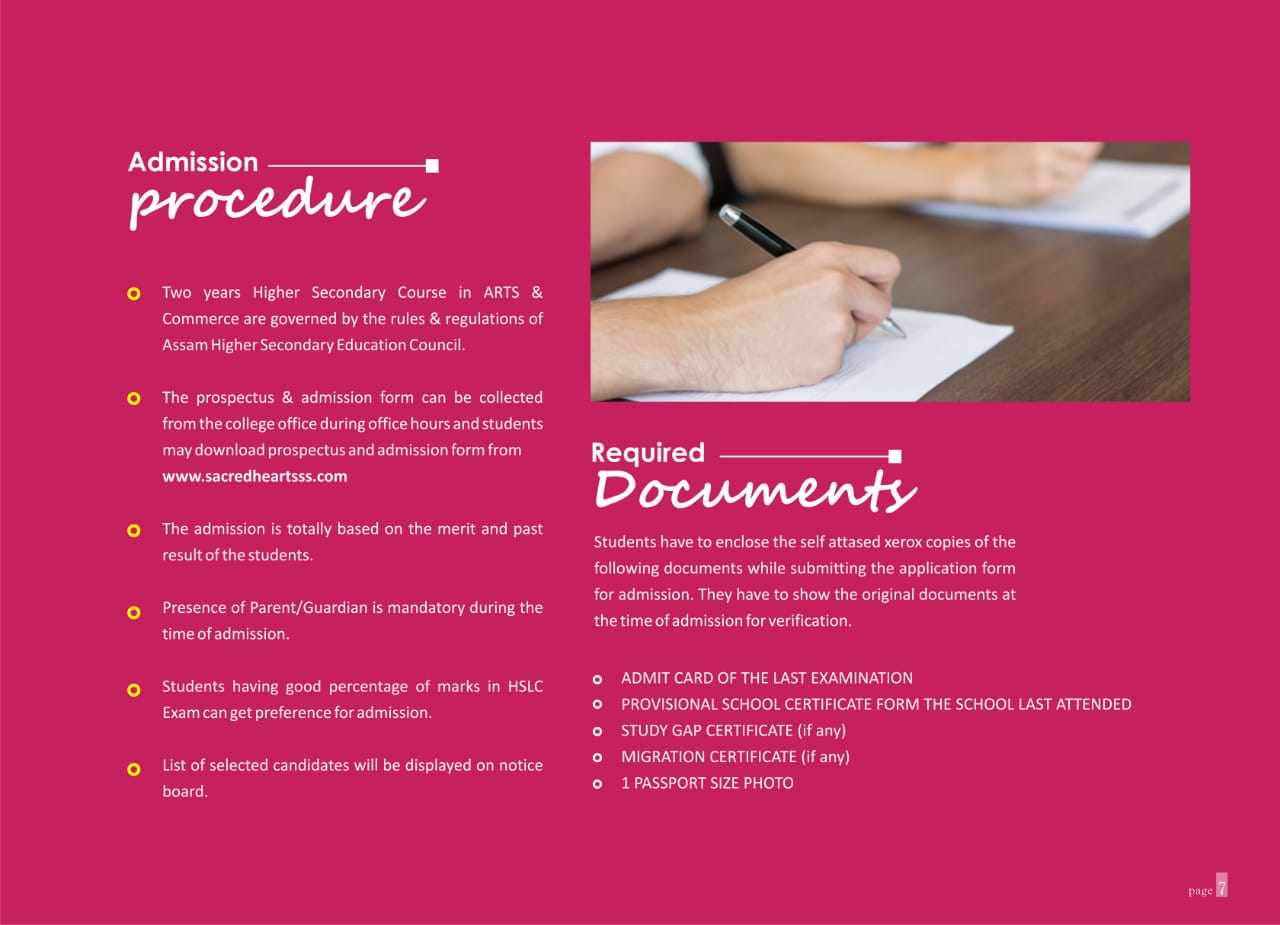 Admission
procedure
Two years Higher Secondary Course in ARTS &
Commerce are governed by the rules & regulations of
Assam Higher Secondary Education Council.
The prospectus & admission form can be collected
from the college office during office hours and students
may download prospectus and admission form from
www.sacredheartsss.com
The admission is totally based on the merit and past
result of the students.
Presence of Parent/Guardian is mandatory during the
time of admission.
Students having good percentage of marks in HSLC
Exam can get preference for admission.
List of selected candidates will be displayed on notice
board.
Required
Documents
Students have to enclose the self attased xerox copies of the
following documents while submitting the application form
for admission. They have to show the original documents at
the time of admission for verification.
ADMIT CARD OF THE LAST EXAMINATION
PROVISIONAL SCHOOL CERTIFICATE FORM THE SCHOOL LAST ATTENDED
STUDY GAP CERTIFICATE (if any)
MIGRATION CERTIFICATE (if any)
1 PASSPORT SIZE PHOTO
page 7